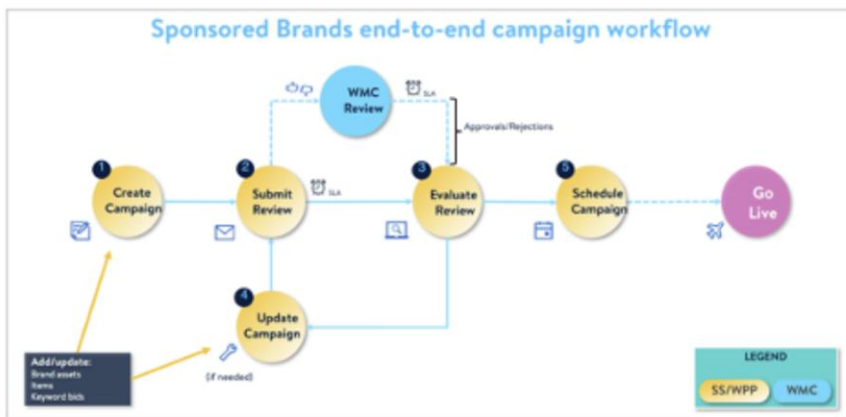 Sponsored Brands end-to-end campaign workflow
WMC
Review
SLA
Approvals/Rejections
1
Create
Campaign
2
Submit
Review
SLA
3
Evaluate
Review
5
Schedule
Campaign
Go
Live
4
Update
Campaign
(if needed)
Add/update:
Brand assets
Items
Keyword bids
LEGEND
SS/WPP
WMC